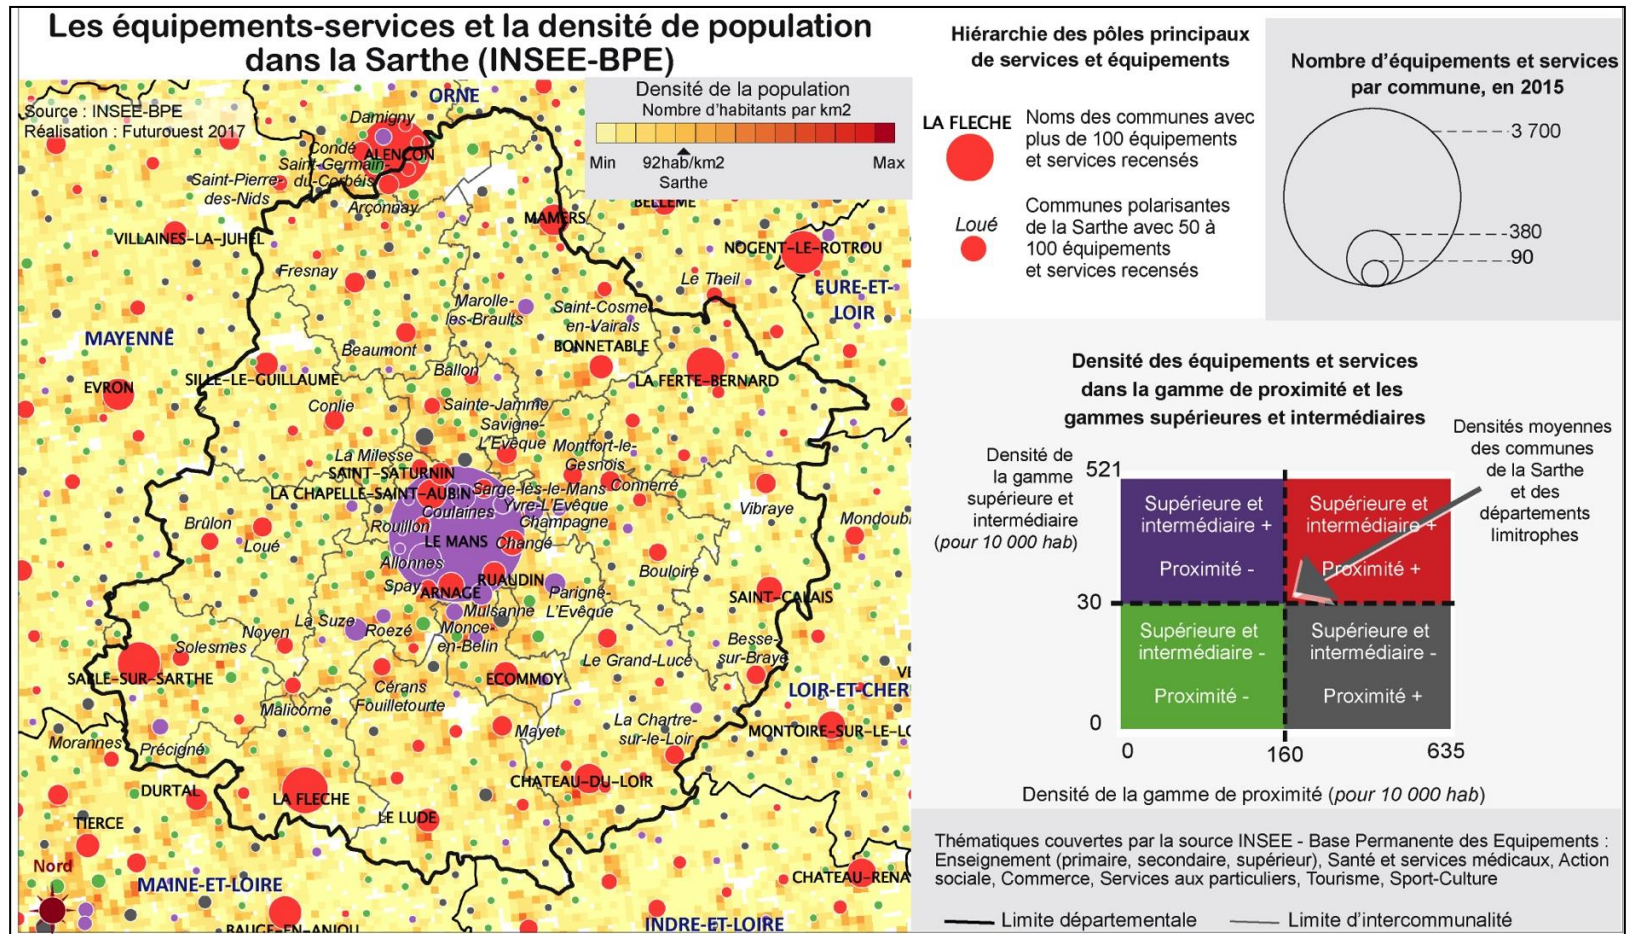 Les équipements-services et la densité de population
dans la Sarthe (INSEE-BPE)
Source : INSEE-BPE
Réalisation : Futurouest 2017
Densité de la population
Nombre d'habitants par km2
Min
92hab/km2
Max
Sarthe
ORNE
Damigny
Condé
ALENCON
Saint-Germain-
du-Corbéis
Saint-Pierre-
des-Nids
Arçonnay
BELLEME
MAMERS
VILLAINES-LA-JUHEL
NOGENT-LE-ROTROU
Fresnay
Le Theil
EURE-ET-
LOIR
Marolle-
les-Braults
Saint-Cosme-
en-Vairais
MAYENNE
BONNETABLE
Beaumont
Ballon
EVRON
SILLE-LE-GUILLAUME
LA FERTE-BERNARD
Conlie
Sainte-Jamme
Savigne-
L'Evêque
Montfort-le-
Gesnois
La Milesse
SAINT-SATURNIN
LA CHAPELLE-SAINT-AUBIN
Sarge-lès-le-Mans
Connerré
Coulaines
Yvre-L'Evêque
Vibraye
Brûlon
Rouillon
Champagne
Mondoubl
Loué
LE MANS
Changé
Allonnes
Bouloire
Spay
RUAUDIN
ARNAGE
Parigné-
L'Evêque
SAINT-CALAIS
Mulsanne
La Suze
Roezé
Monce-
en-Belin
Noyen
Solesmes
Besse-
sur-Braye
Le Grand-Lucé
SABLE-SUR-SARTHE
ECOMMOY
VE
LOIR-ET-CHER
Cérans
Fouilletourte
Malicorne
La Chartre-
sur-le-Loir
Mayet
MONTOIRE-SUR-LE-LO
Morannes
Précigné
CHATEAU-DU-LOIR
DURTAL
LA FLECHE
LE LUDE
TIERCE
Nord
MAINE-ET-LOIRE
CHATEAU-RENA
INDRE-ET-LOIRE
BAUGE-EN-ANJOU
Hiérarchie des pôles principaux
de services et équipements
LA FLECHE
Noms des communes avec
plus de 100 équipements
et services recensés
Loué
Communes polarisantes
de la Sarthe avec 50 à
100 équipements
et services recensés
Nombre d'équipements et services
par commune, en 2015
3 700
380
90
Densité des équipements et services
dans la gamme de proximité et les
gammes supérieures et intermédiaires
Densité de
la gamme
supérieure et
intermédiaire
(pour 10 000 hab)
Densités moyennes
des communes
de la Sarthe
et des
départements
limitrophes
521
Supérieure et
intermédiaire +
Proximité -
Supérieure et
intermédiaire +
Proximité +
30
Supérieure et
intermédiaire -
Proximité -
Supérieure et
intermédiaire -
Proximité +
0
0
160
635
Densité de la gamme de proximité (pour 10 000 hab)
Thématiques couvertes par la source INSEE - Base Permanente des Equipements :
Enseignement (primaire, secondaire, supérieur), Santé et services médicaux, Action
sociale, Commerce, Services aux particuliers, Tourisme, Sport-Culture
Limite départementale
Limite d'intercommunalité